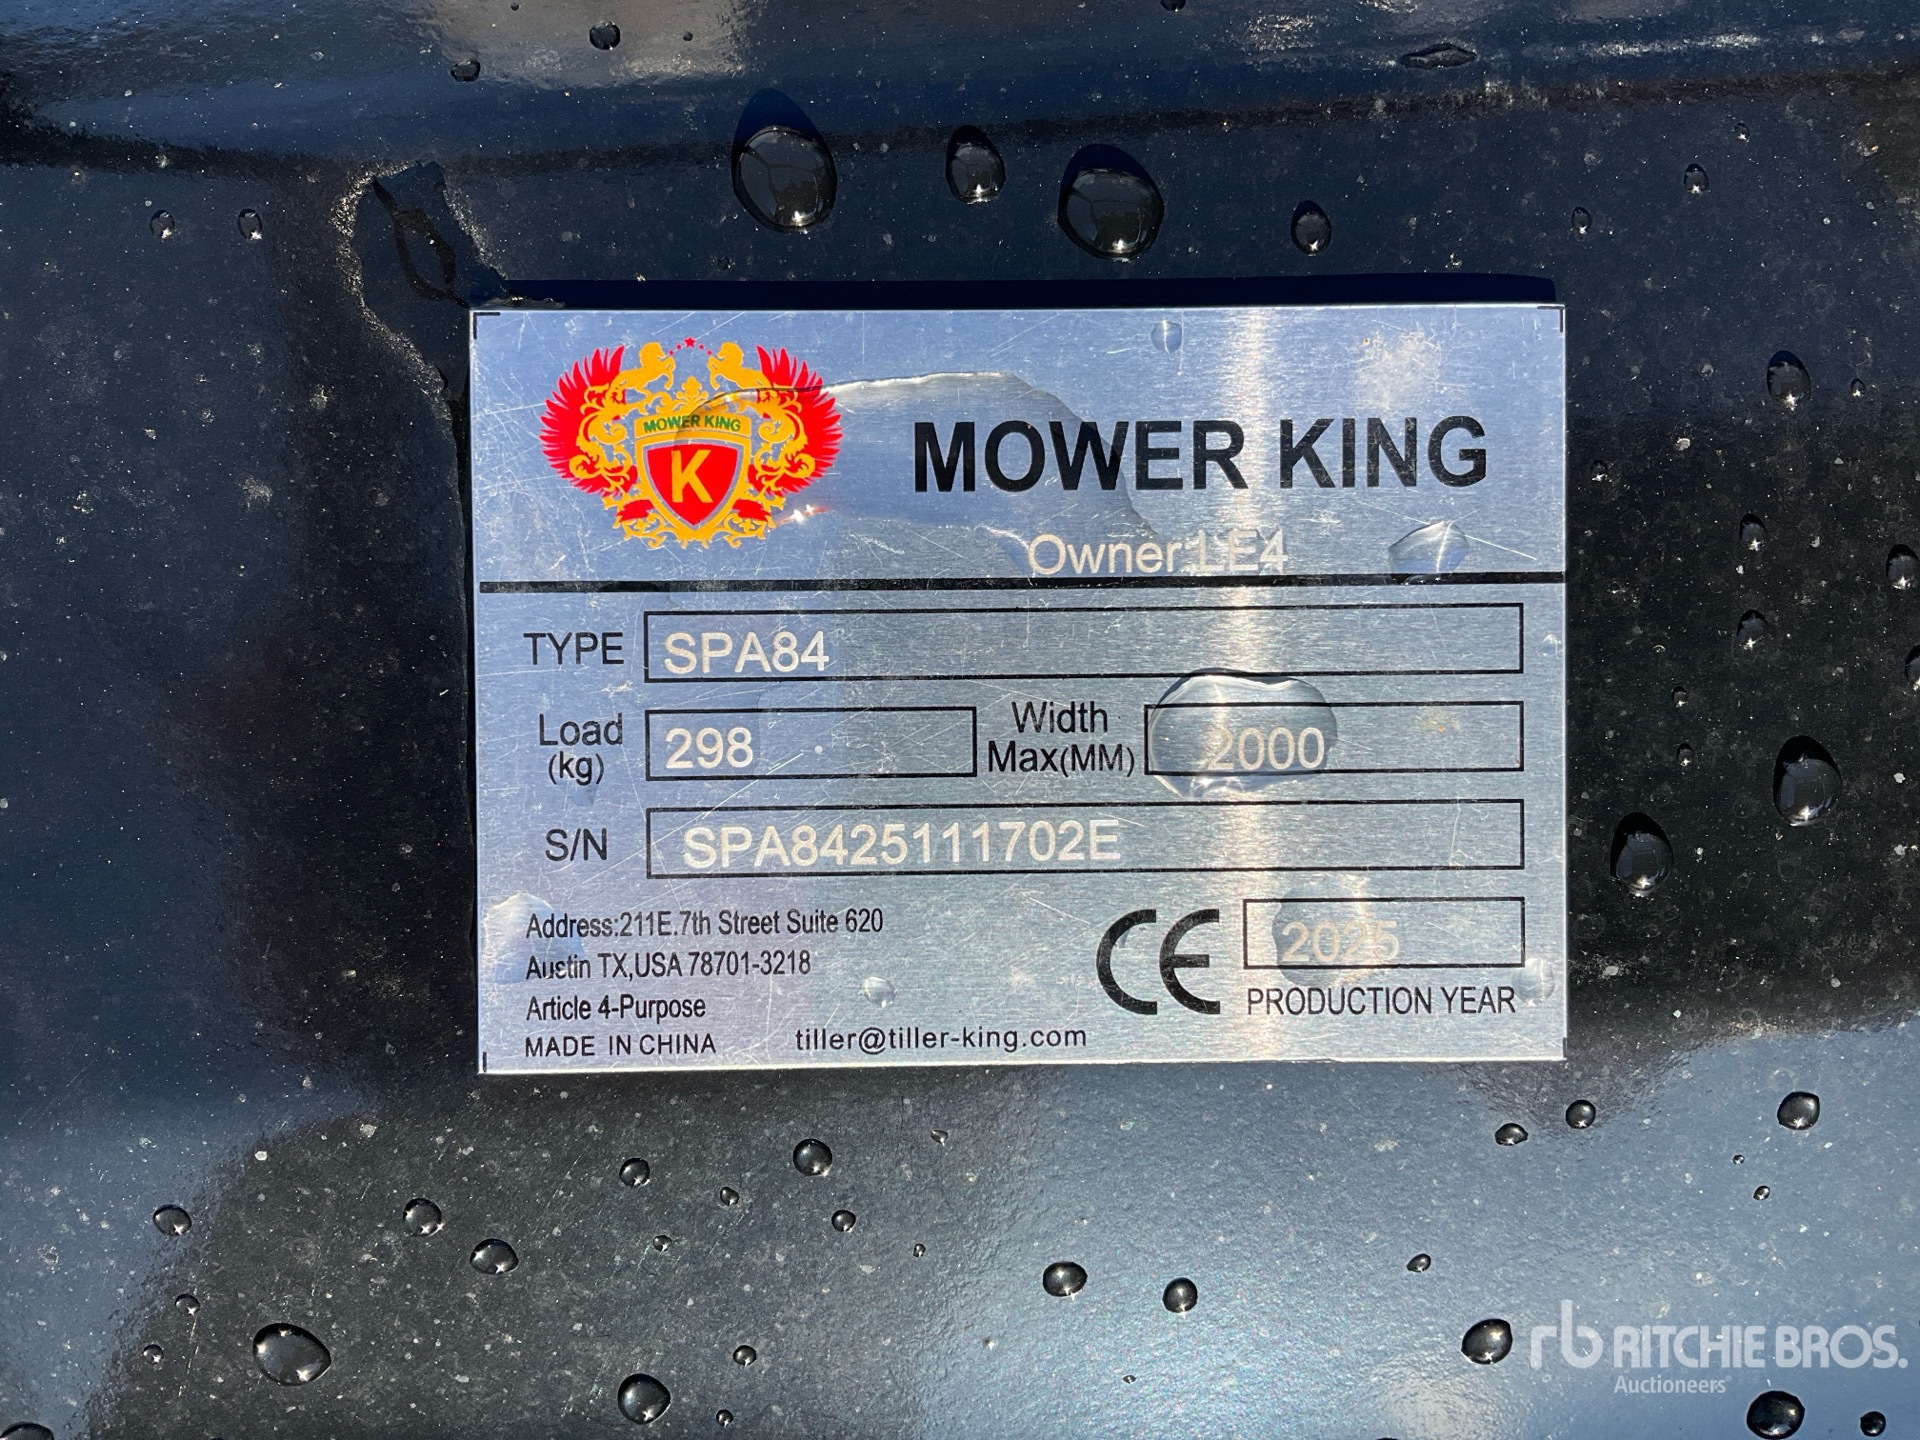 MOWER KING
K
MOWER KING
Owner:LE4
TYPE SPA84
Load (kg) 298 Width Max(MM) 2000
S/N SPA8425111702E
Address:211E.7th Street Suite 620
Austin TX,USA 78701-3218
Article 4-Purpose
MADE IN CHINA
tiller@tiller-king.com
CE
2025
PRODUCTION YEAR
rb RITCHIE BROS.
Auctioneers